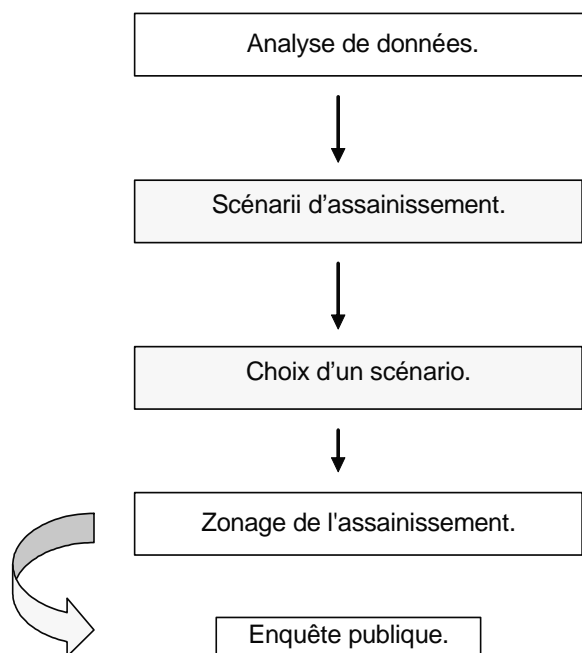 Analyse de données.
Scénarii d'assainissement.
Choix d'un scénario.
Zonage de l'assainissement.
Enquête publique.